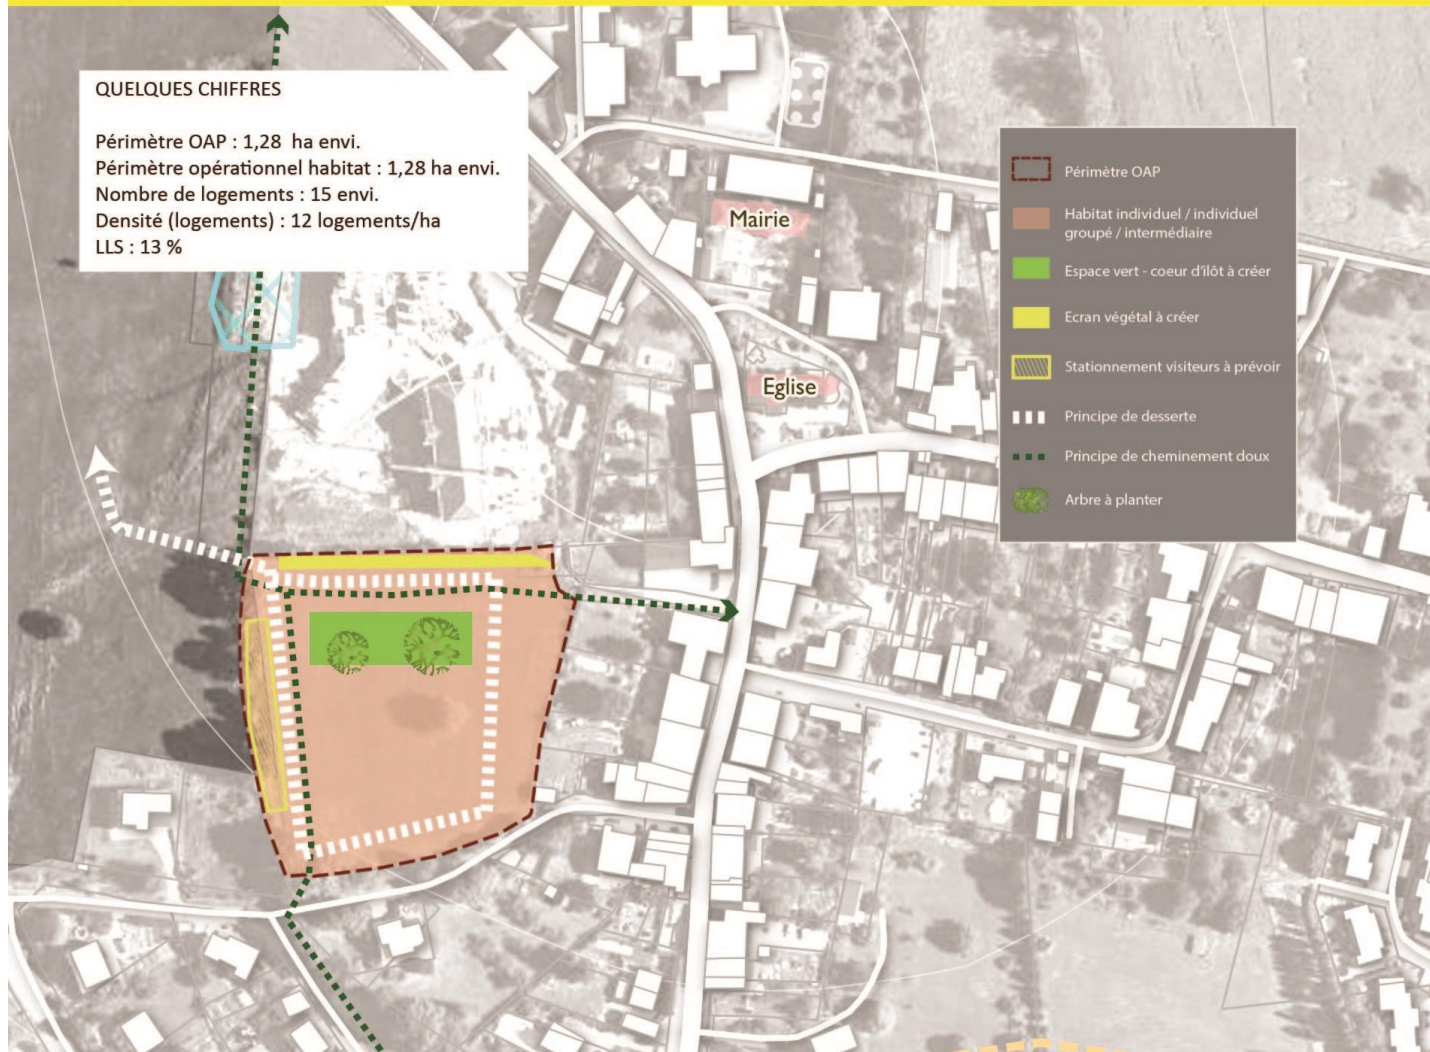 QUELQUES CHIFFRES
Périmètre OAP : 1,28 ha envi.
Périmètre opérationnel habitat : 1,28 ha envi.
Nombre de logements : 15 envi.
Densité (logements) : 12 logements/ha
LLS : 13 %
Mairie
Eglise
Périmètre OAP
Habitat individuel / individuel
groupé / intermédiaire
Espace vert - coeur d'ilôt à créer
Ecran végétal à créer
Stationnement visiteurs à prévoir
Principe de desserte
Principe de cheminement doux
Arbre à planter